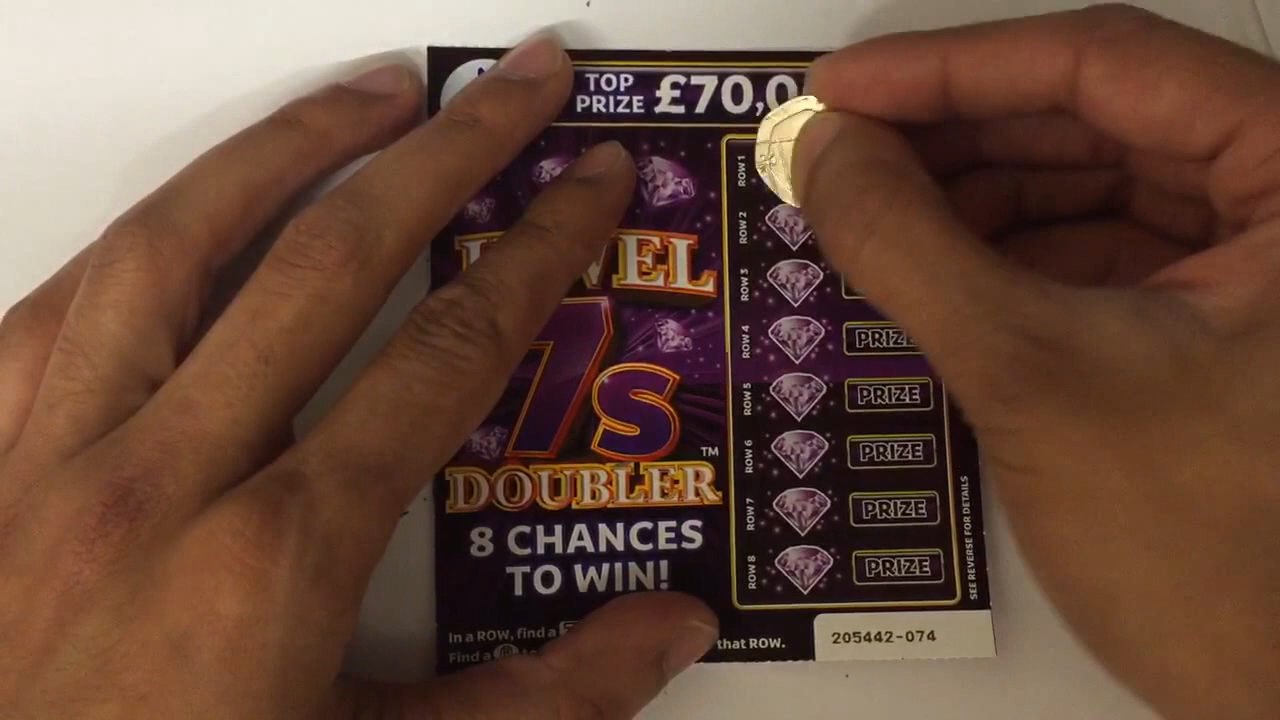 TOP
PRIZE £70,0
ROW 1
ROW 2
ROW 3
ROW 4 PRIZE
ROW 5 PRIZE
ROW 6 PRIZE
ROW 7 PRIZE
ROW 8 PRIZE
7s
™
DOUBLER
8 CHANCES
TO WIN!
In a ROW, find a
that ROW.
Find a
205442-074
SEE REVERSE FOR DETAILS